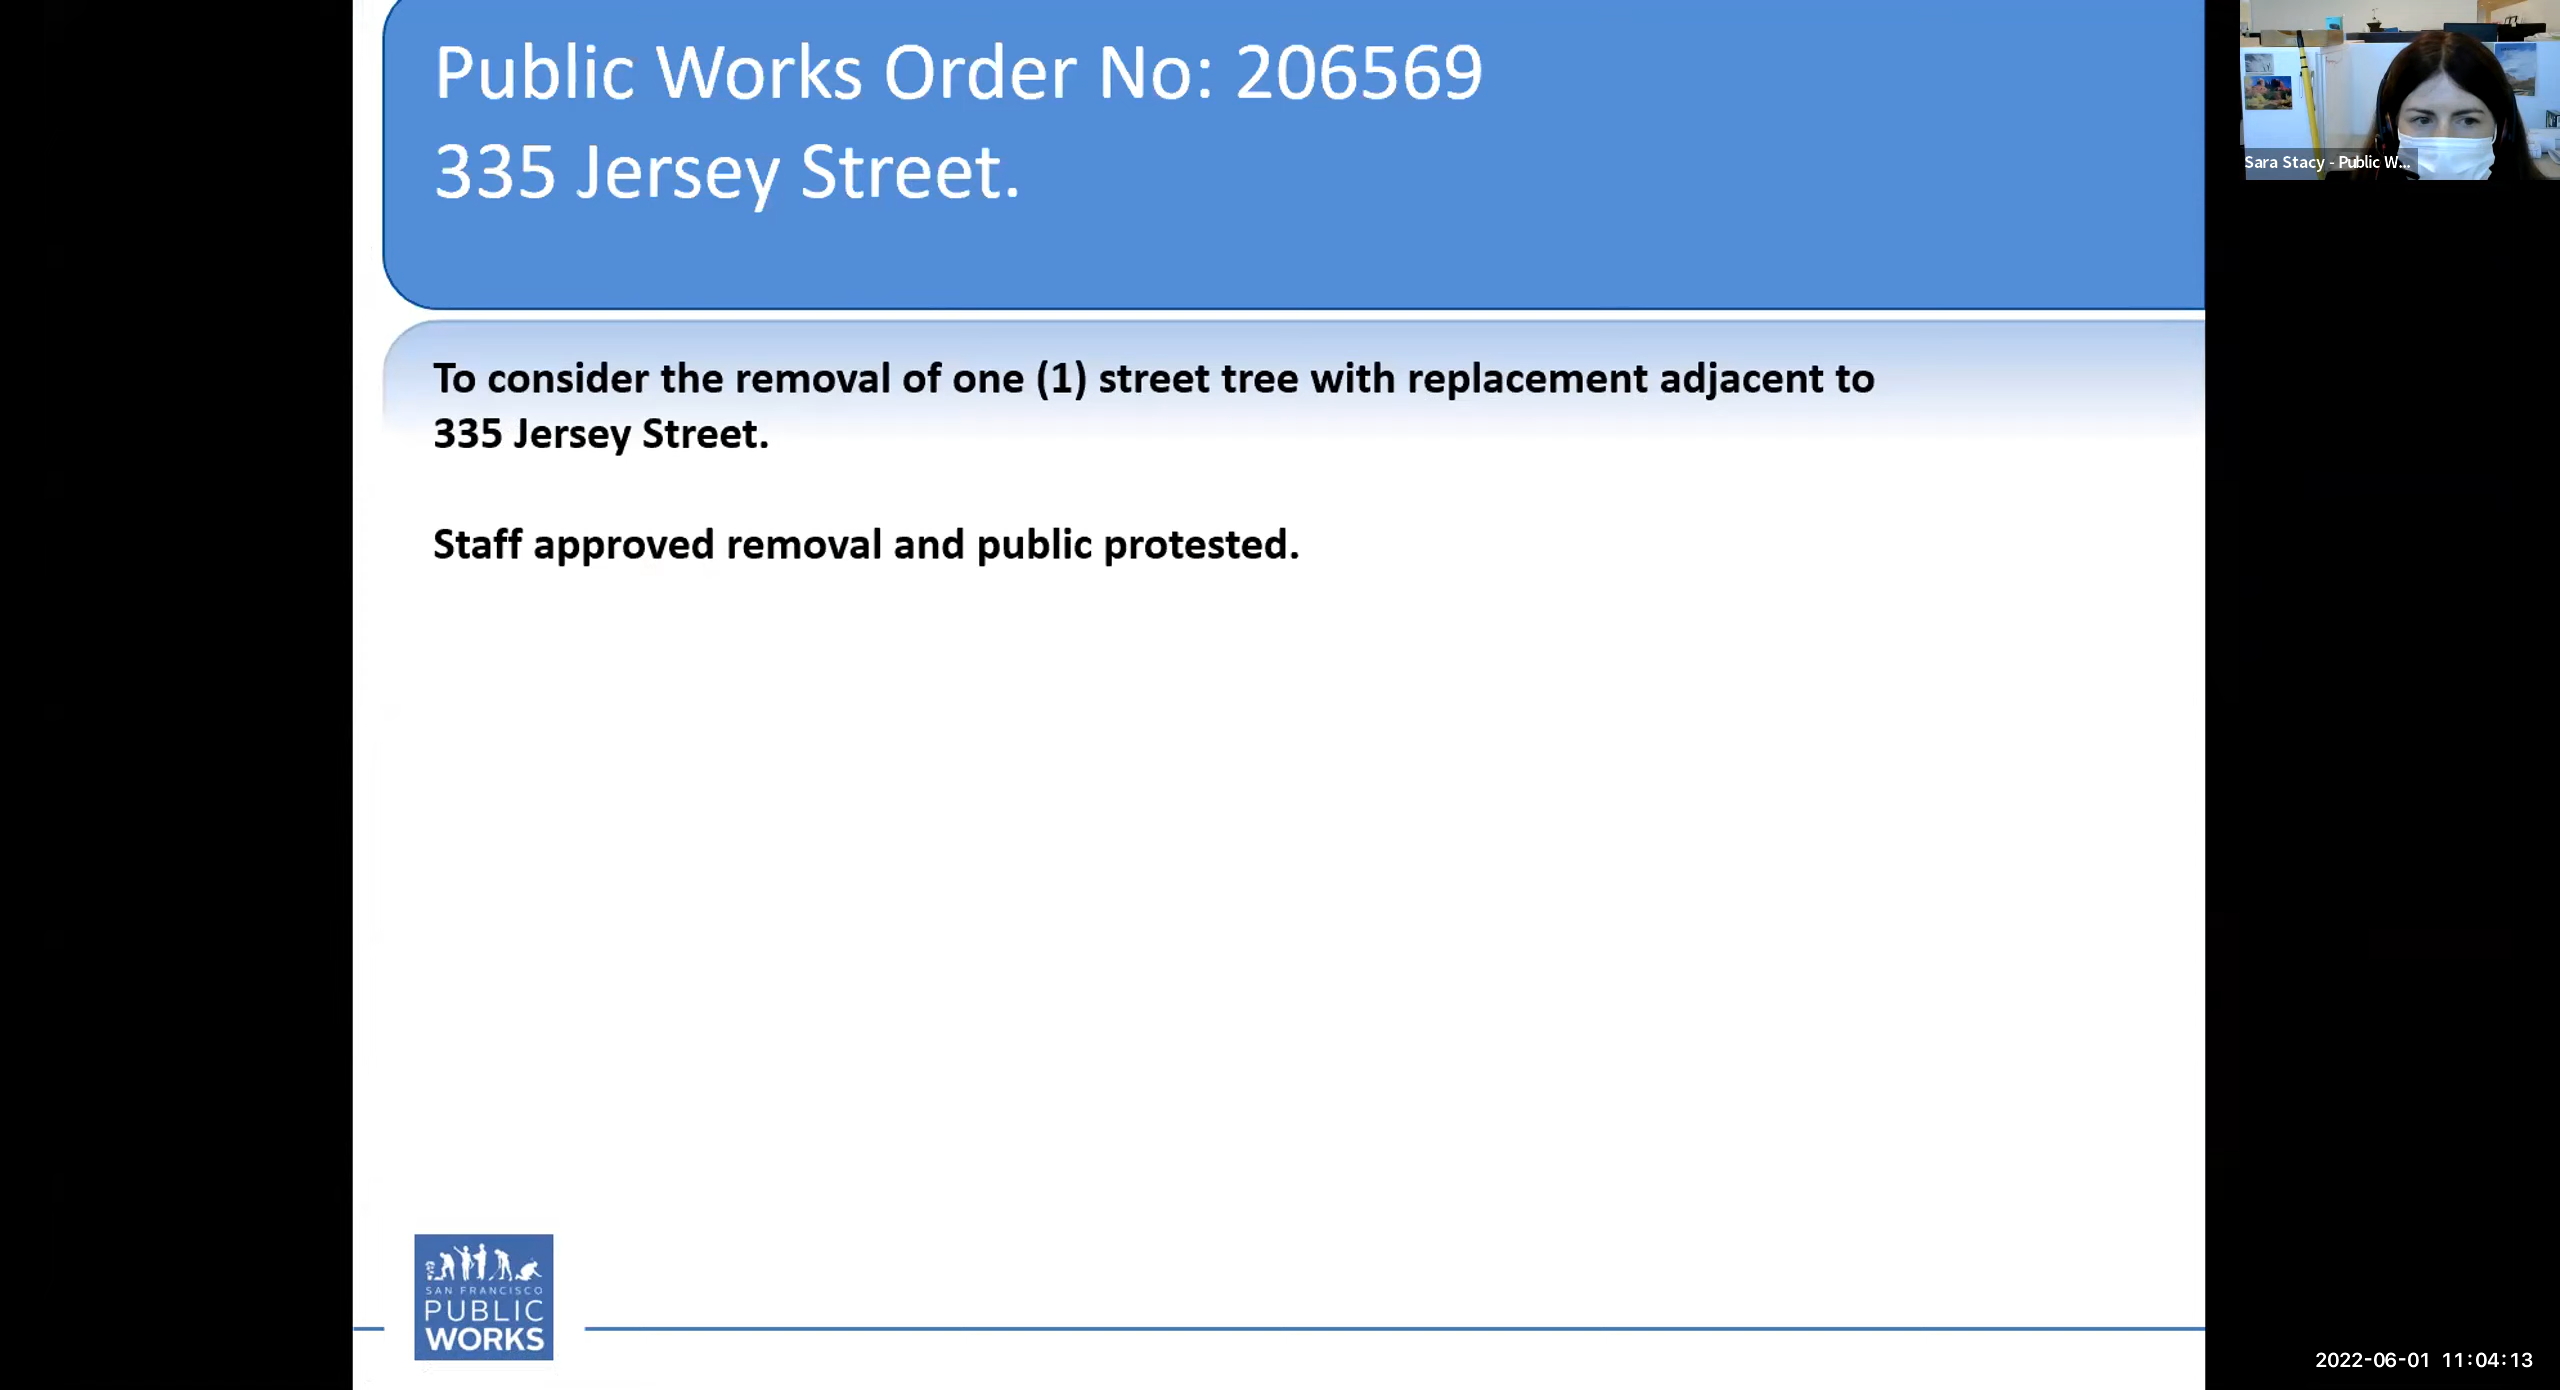 Public Works Order No: 206569
335 Jersey Street.
Sara Stacy - Public W...
To consider the removal of one (1) street tree with replacement adjacent to
335 Jersey Street.
Staff approved removal and public protested.
SAN FRANCISCO
PUBLIC
WORKS
2022-06-01 11:04:13